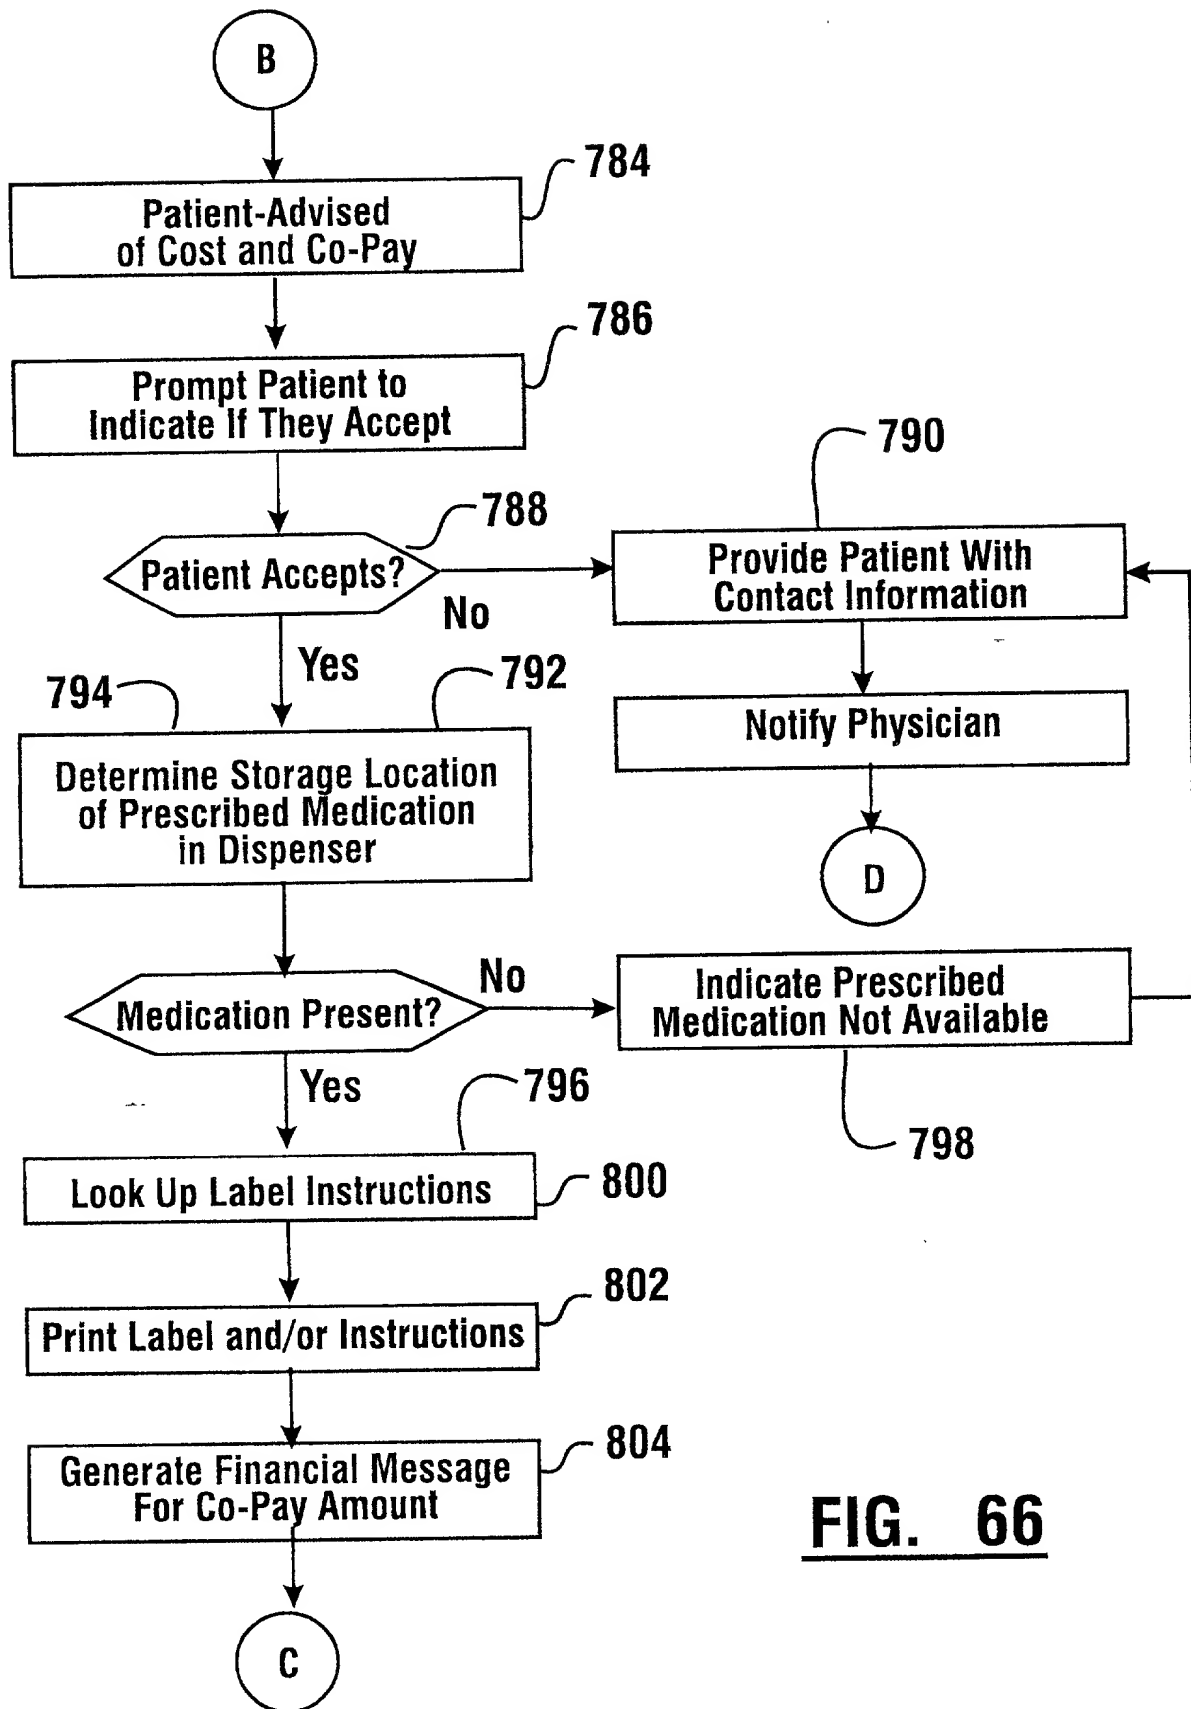 B
784
Patient-Advised
of Cost and Co-Pay
786
Prompt Patient to
Indicate If They Accept
790
788
Patient Accepts?
No
Provide Patient With
Contact Information
Yes
794
792
Notify Physician
Determine Storage Location
of Prescribed Medication
in Dispenser
D
Medication Present?
No
Indicate Prescribed
Medication Not Available
Yes
796
798
Look Up Label Instructions
800
802
Print Label and/or Instructions
804
Generate Financial Message
For Co-Pay Amount
FIG. 66
C